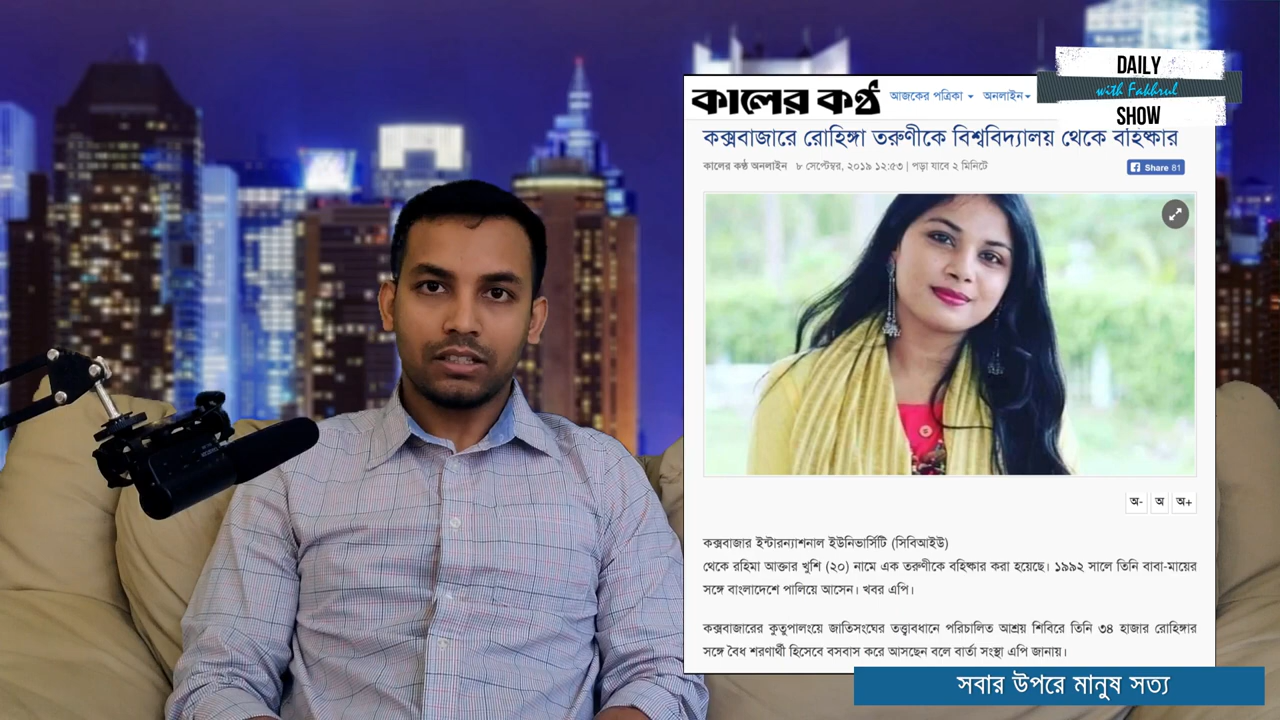 DAILY
with Fakhrul
SHOW
কালের কণ্ঠ আজকের পত্রিকা অনলাইন
কক্সবাজারে রোহিঙ্গা তরুণীকে বিশ্ববিদ্যালয় থেকে বহিষ্কার
কালের কণ্ঠ অনলাইন ৮ সেপ্টেম্বর, ২০১৯ ১২:৫৩ | পড়া যাবে ২ মিনিটে
Share 81
অ- অ অ+
কক্সবাজার ইন্টারন্যাশনাল ইউনিভার্সিটি (সিবিআইউ)
থেকে রহিমা আক্তার খুশি (২০) নামে এক তরুণীকে বহিষ্কার করা হয়েছে। ১৯৯২ সালে তিনি বাবা-মায়ের
সঙ্গে বাংলাদেশে পালিয়ে আসেন। খবর এপি।
কক্সবাজারের কুতুপালংয়ে জাতিসংঘের তত্ত্বাবধানে পরিচালিত আশ্রয় শিবিরে তিনি ৩৪ হাজার রোহিঙ্গার
সঙ্গে বৈধ শরণার্থী হিসেবে বসবাস করে আসছেন বলে বার্তা সংস্থা এপি জানায়।
সবার উপরে মানুষ সত্য